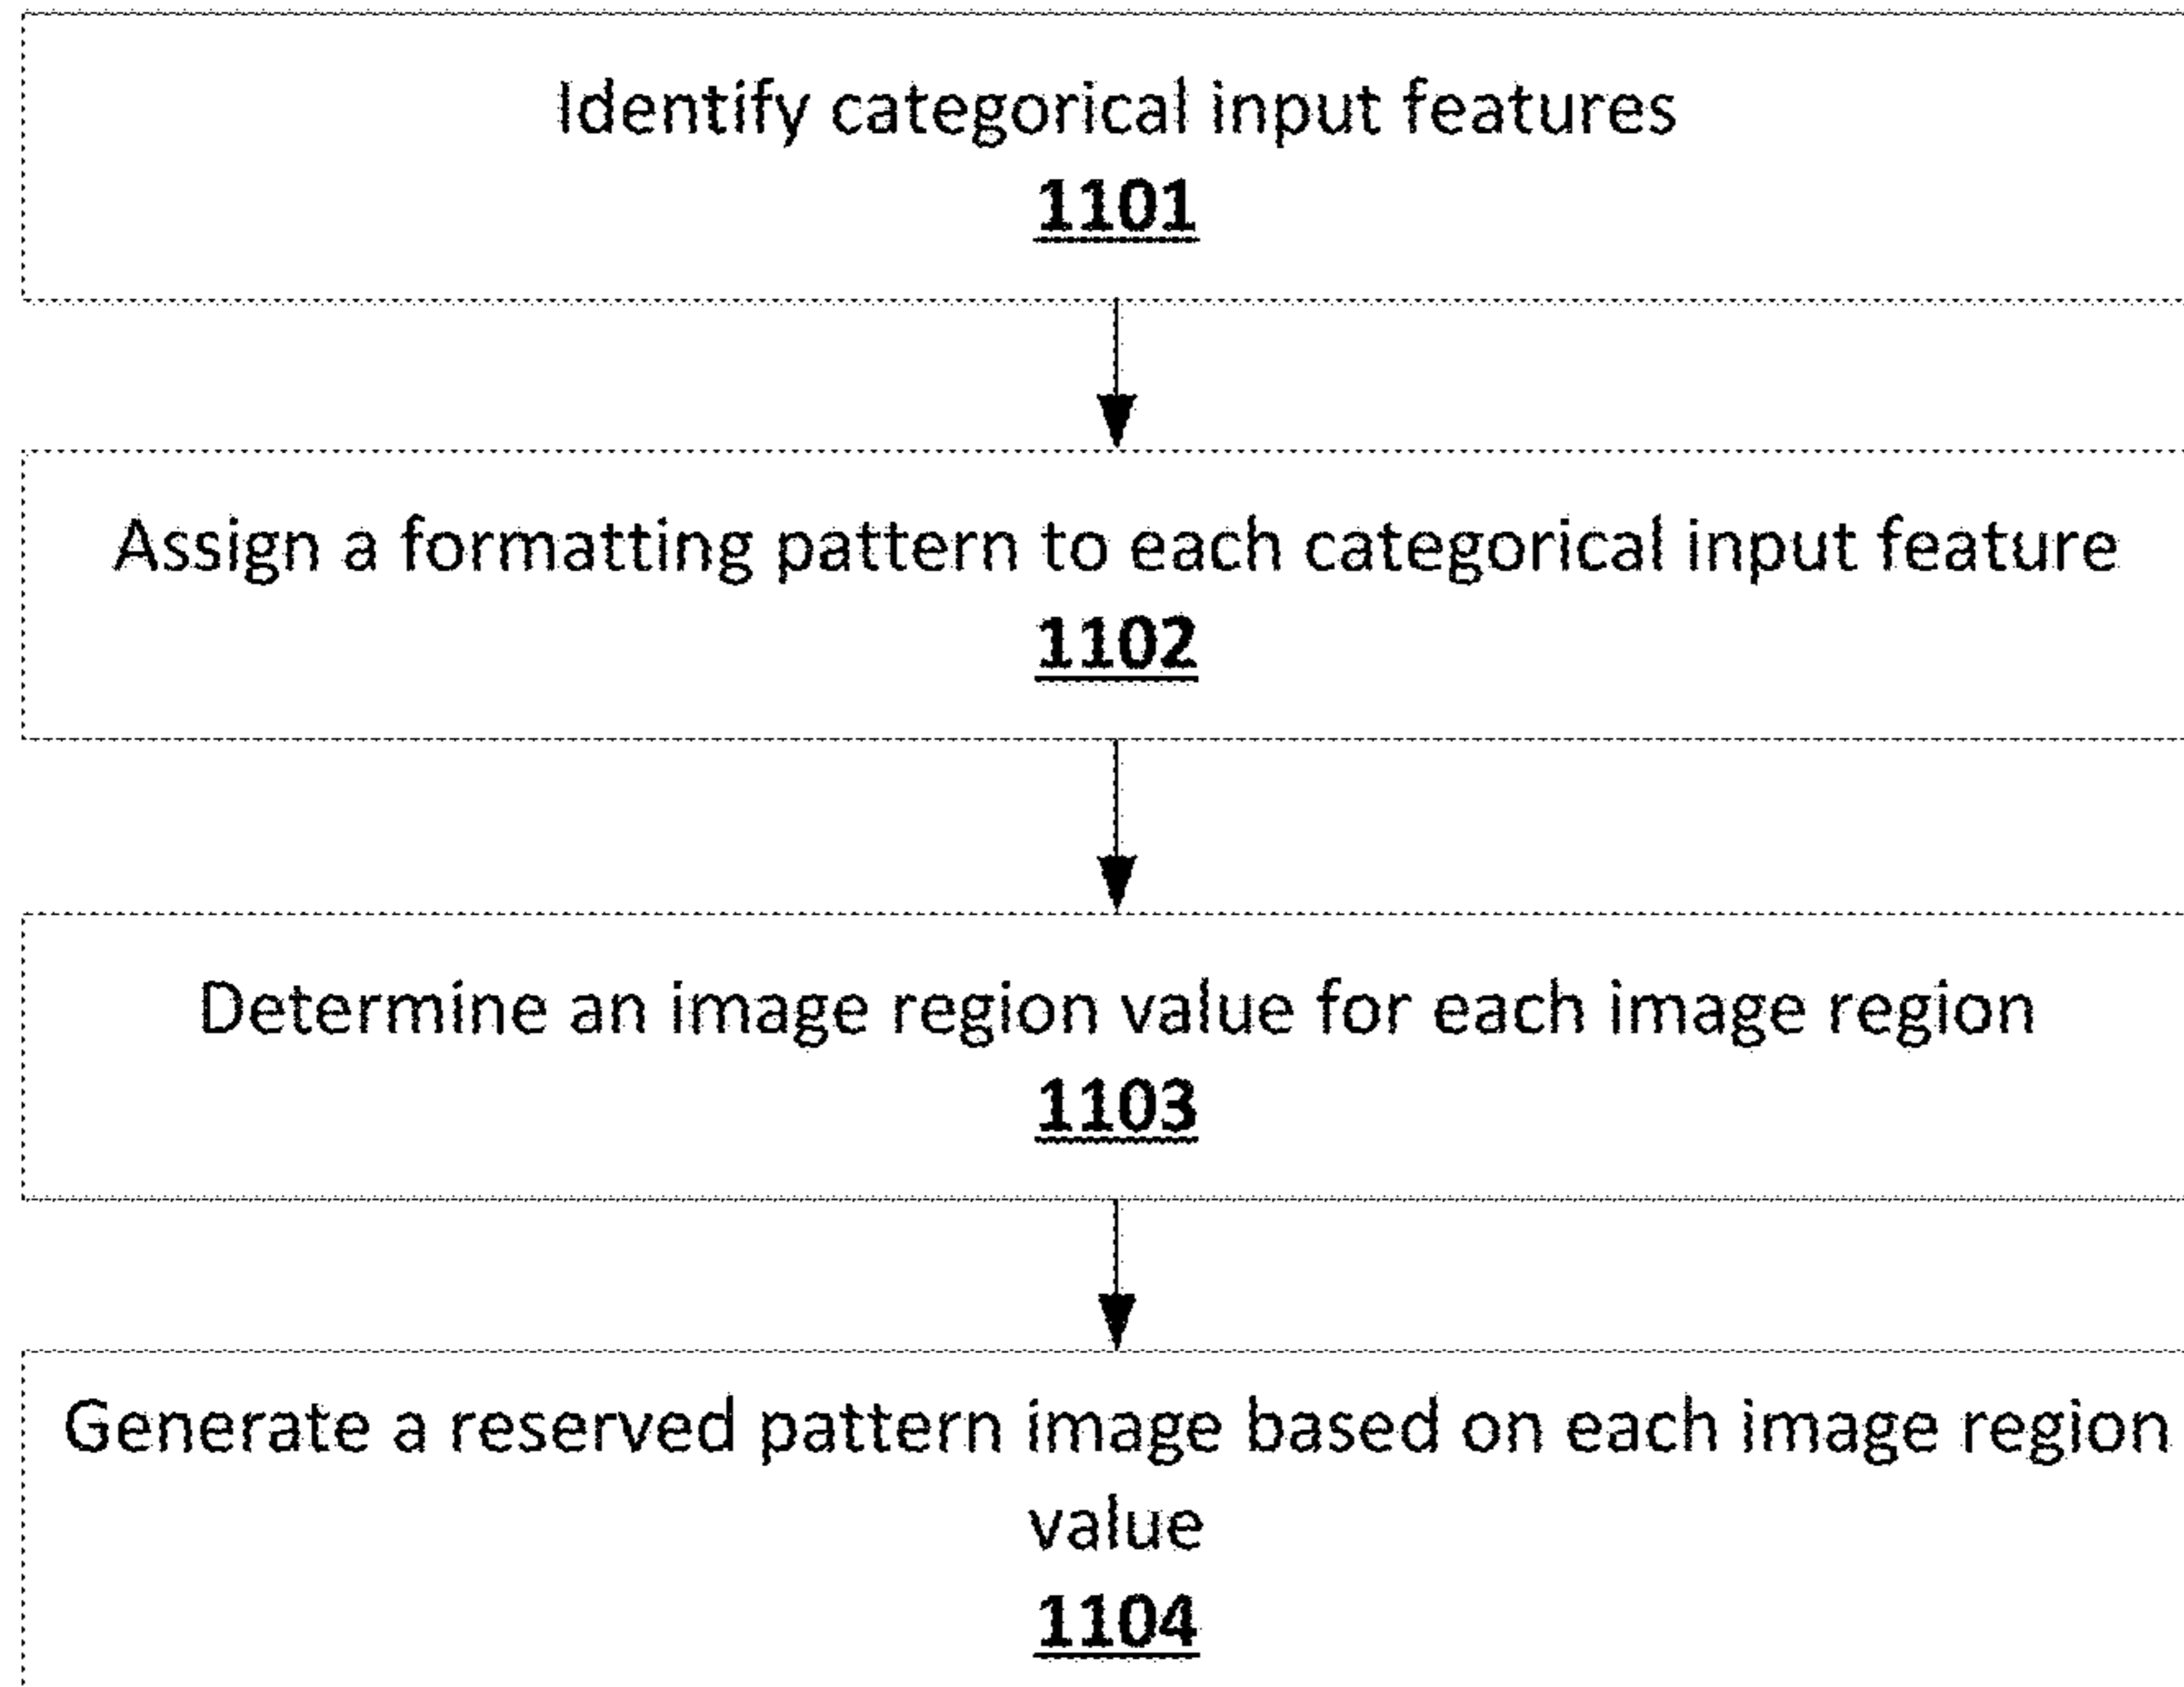 Identify categorical input features
1101
Assign a formatting pattern to each categorical input feature
1102
Determine an image region value for each image region
1103
Generate a reserved pattern image based on each image region
value
1104